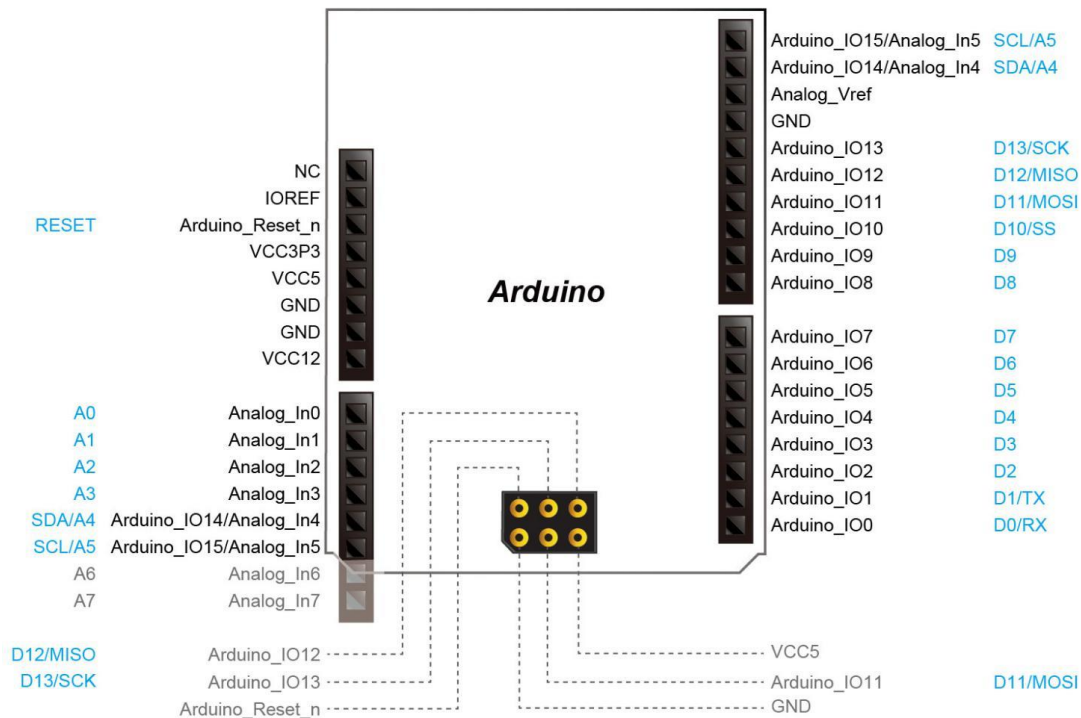 Arduino_IO15/Analog_In5 SCL/A5
Arduino_IO14/Analog_In4 SDA/A4
Analog_Vref
GND
Arduino_IO13 D13/SCK
NC Arduino_IO12 D12/MISO
IOREF Arduino_IO11 D11/MOSI
RESET Arduino_Reset_n Arduino_IO10 D10/SS
VCC3P3 Arduino_IO9 D9
VCC5 Arduino_IO8 D8
Arduino
GND
GND Arduino_IO7 D7
VCC12 Arduino_IO6 D6
Arduino_IO5 D5
A0 Analog_In0 Arduino_IO4 D4
A1 Analog_In1 Arduino_IO3 D3
A2 Analog_In2 Arduino_IO2 D2
A3 Analog_In3 Arduino_IO1 D1/TX
SDA/A4 Arduino_IO14/Analog_In4 Arduino_IO0 D0/RX
SCL/A5 Arduino_IO15/Analog_In5
A6 Analog_In6
A7 Analog_In7
D12/MISO Arduino_IO12 VCC5
D13/SCK Arduino_IO13 Arduino_IO11 D11/MOSI
Arduino_Reset_n GND